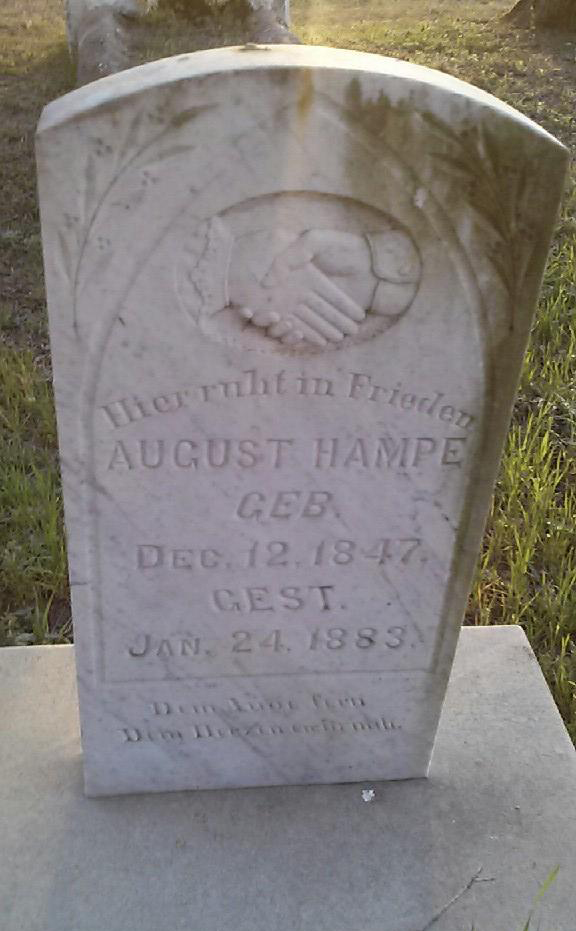 Hier ruht in Frieden
AUGUST HAMPE
GEB.
DEC. 12. 1847.
GEST.
JAN. 24. 1883.
Dem Auge fern
Dem Herzen ewig nah.